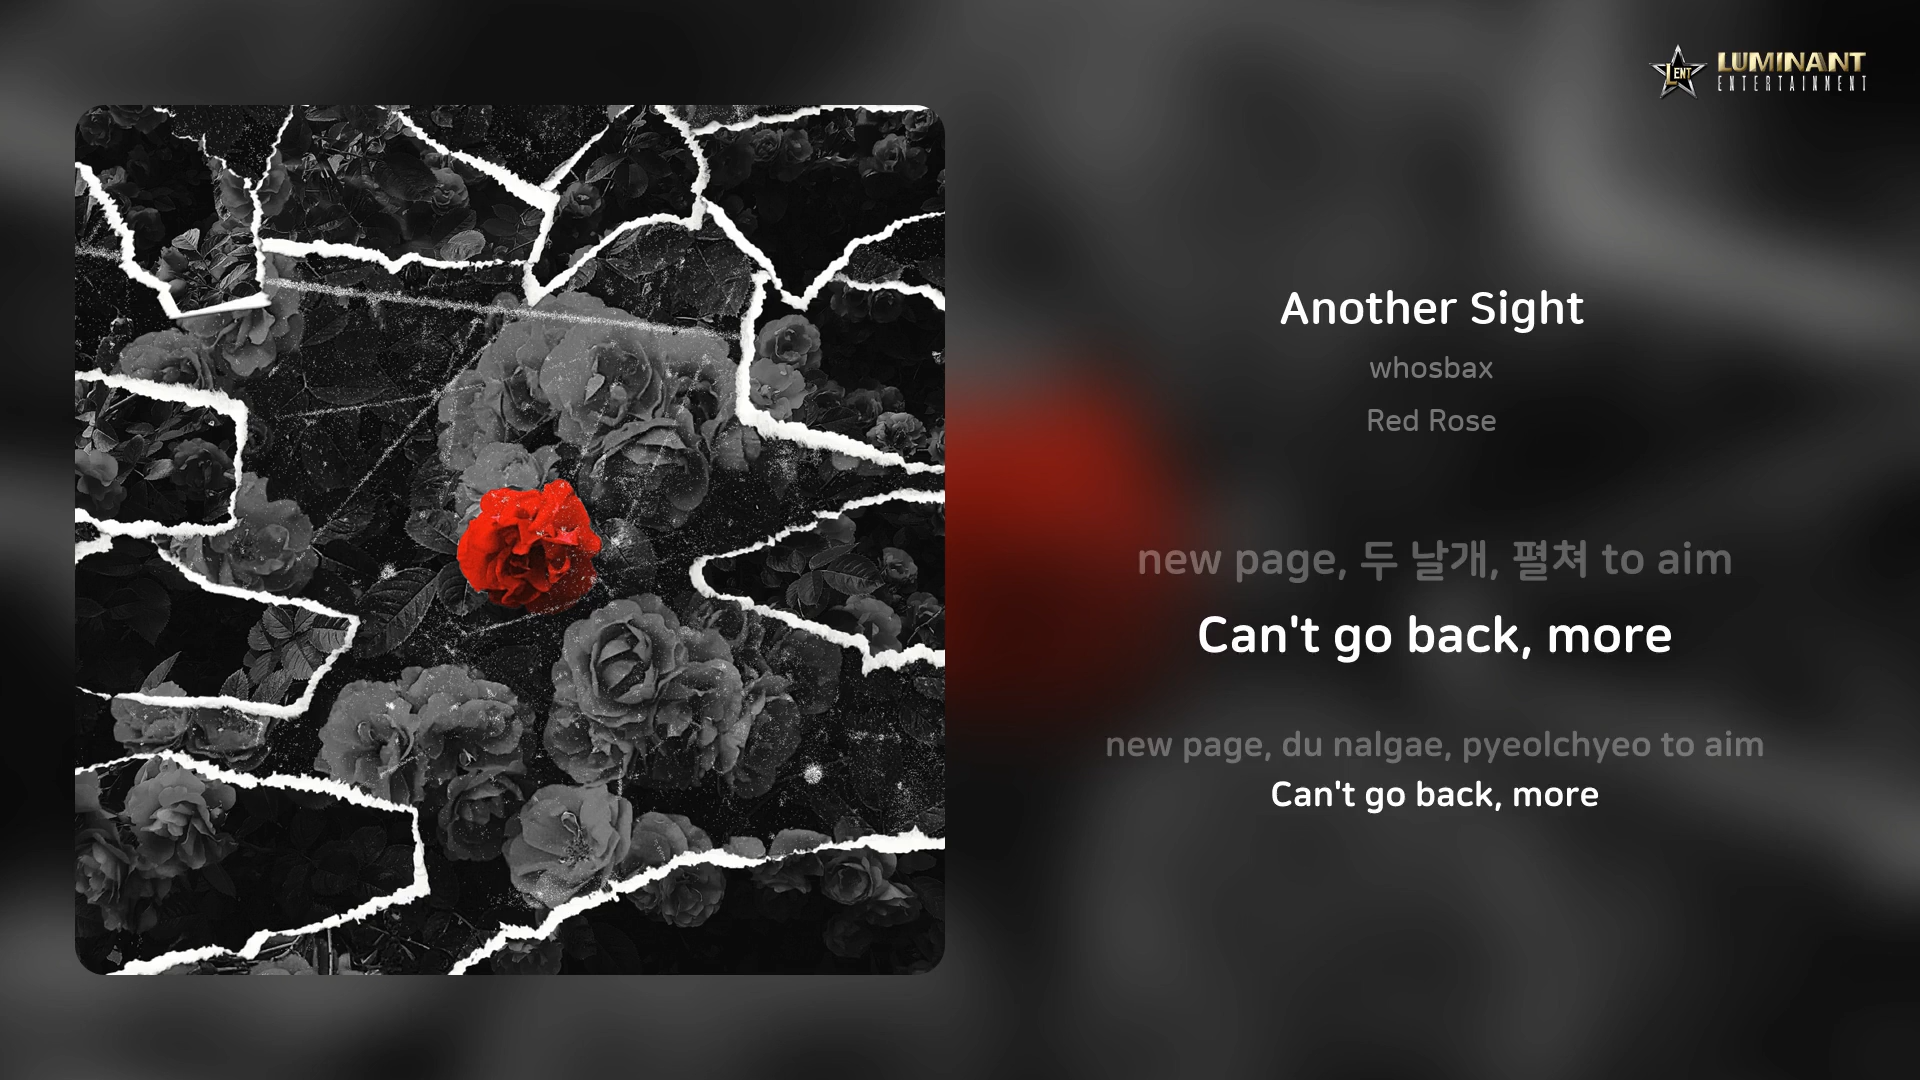 LENT
LUMINANT
ENTERTAINMENT
Another Sight
whosbax
Red Rose
new page, 두 날개, 펼쳐 to aim
Can't go back, more
new page, du nalgae, pyeolchyeo to aim
Can't go back, more